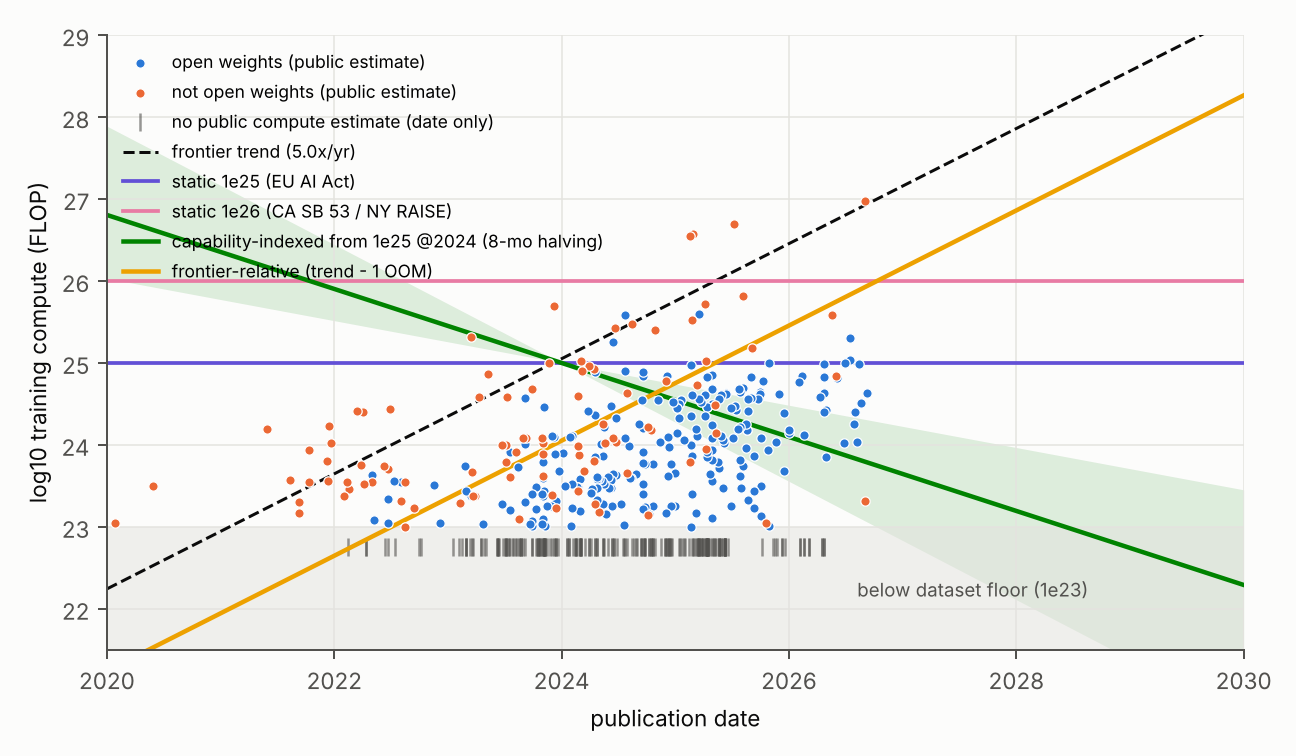 29
28
27
26
25
24
23
22
log10 training compute (FLOP)
open weights (public estimate)
not open weights (public estimate)
no public compute estimate (date only)
frontier trend (5.0x/yr)
static 1e25 (EU AI Act)
static 1e26 (CA SB 53 / NY RAISE)
capability-indexed from 1e25 @2024 (8-mo halving)
frontier-relative (trend - 1 OOM)
below dataset floor (1e23)
2020 2022 2024 2026 2028 2030
publication date